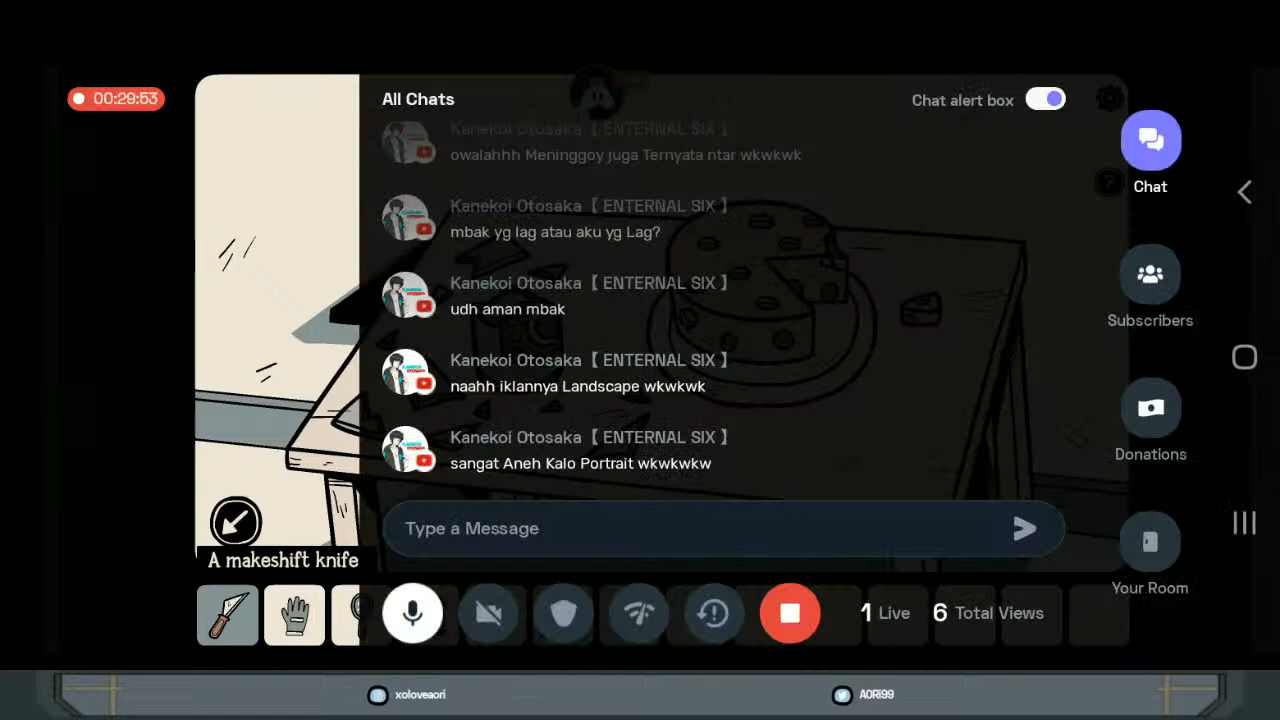 00:29:53
All Chats
Chat alert box
Kanekoi Otosaka【 ENTERNAL SIX 】
owalahhh Meninggoy juga Ternyata ntar wkwkwk
Kanekoi Otosaka【 ENTERNAL SIX 】
mbak yg lag atau aku yg Lag?
Kanekoi Otosaka【 ENTERNAL SIX 】
udh aman mbak
Kanekoi Otosaka【 ENTERNAL SIX 】
naahh iklannya Landscape wkwkwk
Kanekoi Otosaka【 ENTERNAL SIX 】
sangat Aneh Kalo Portrait wkwkwkw
Chat
Subscribers
Donations
Your Room
Type a Message
A makeshift knife
1 Live 6 Total Views
xoloveaori
AORI99